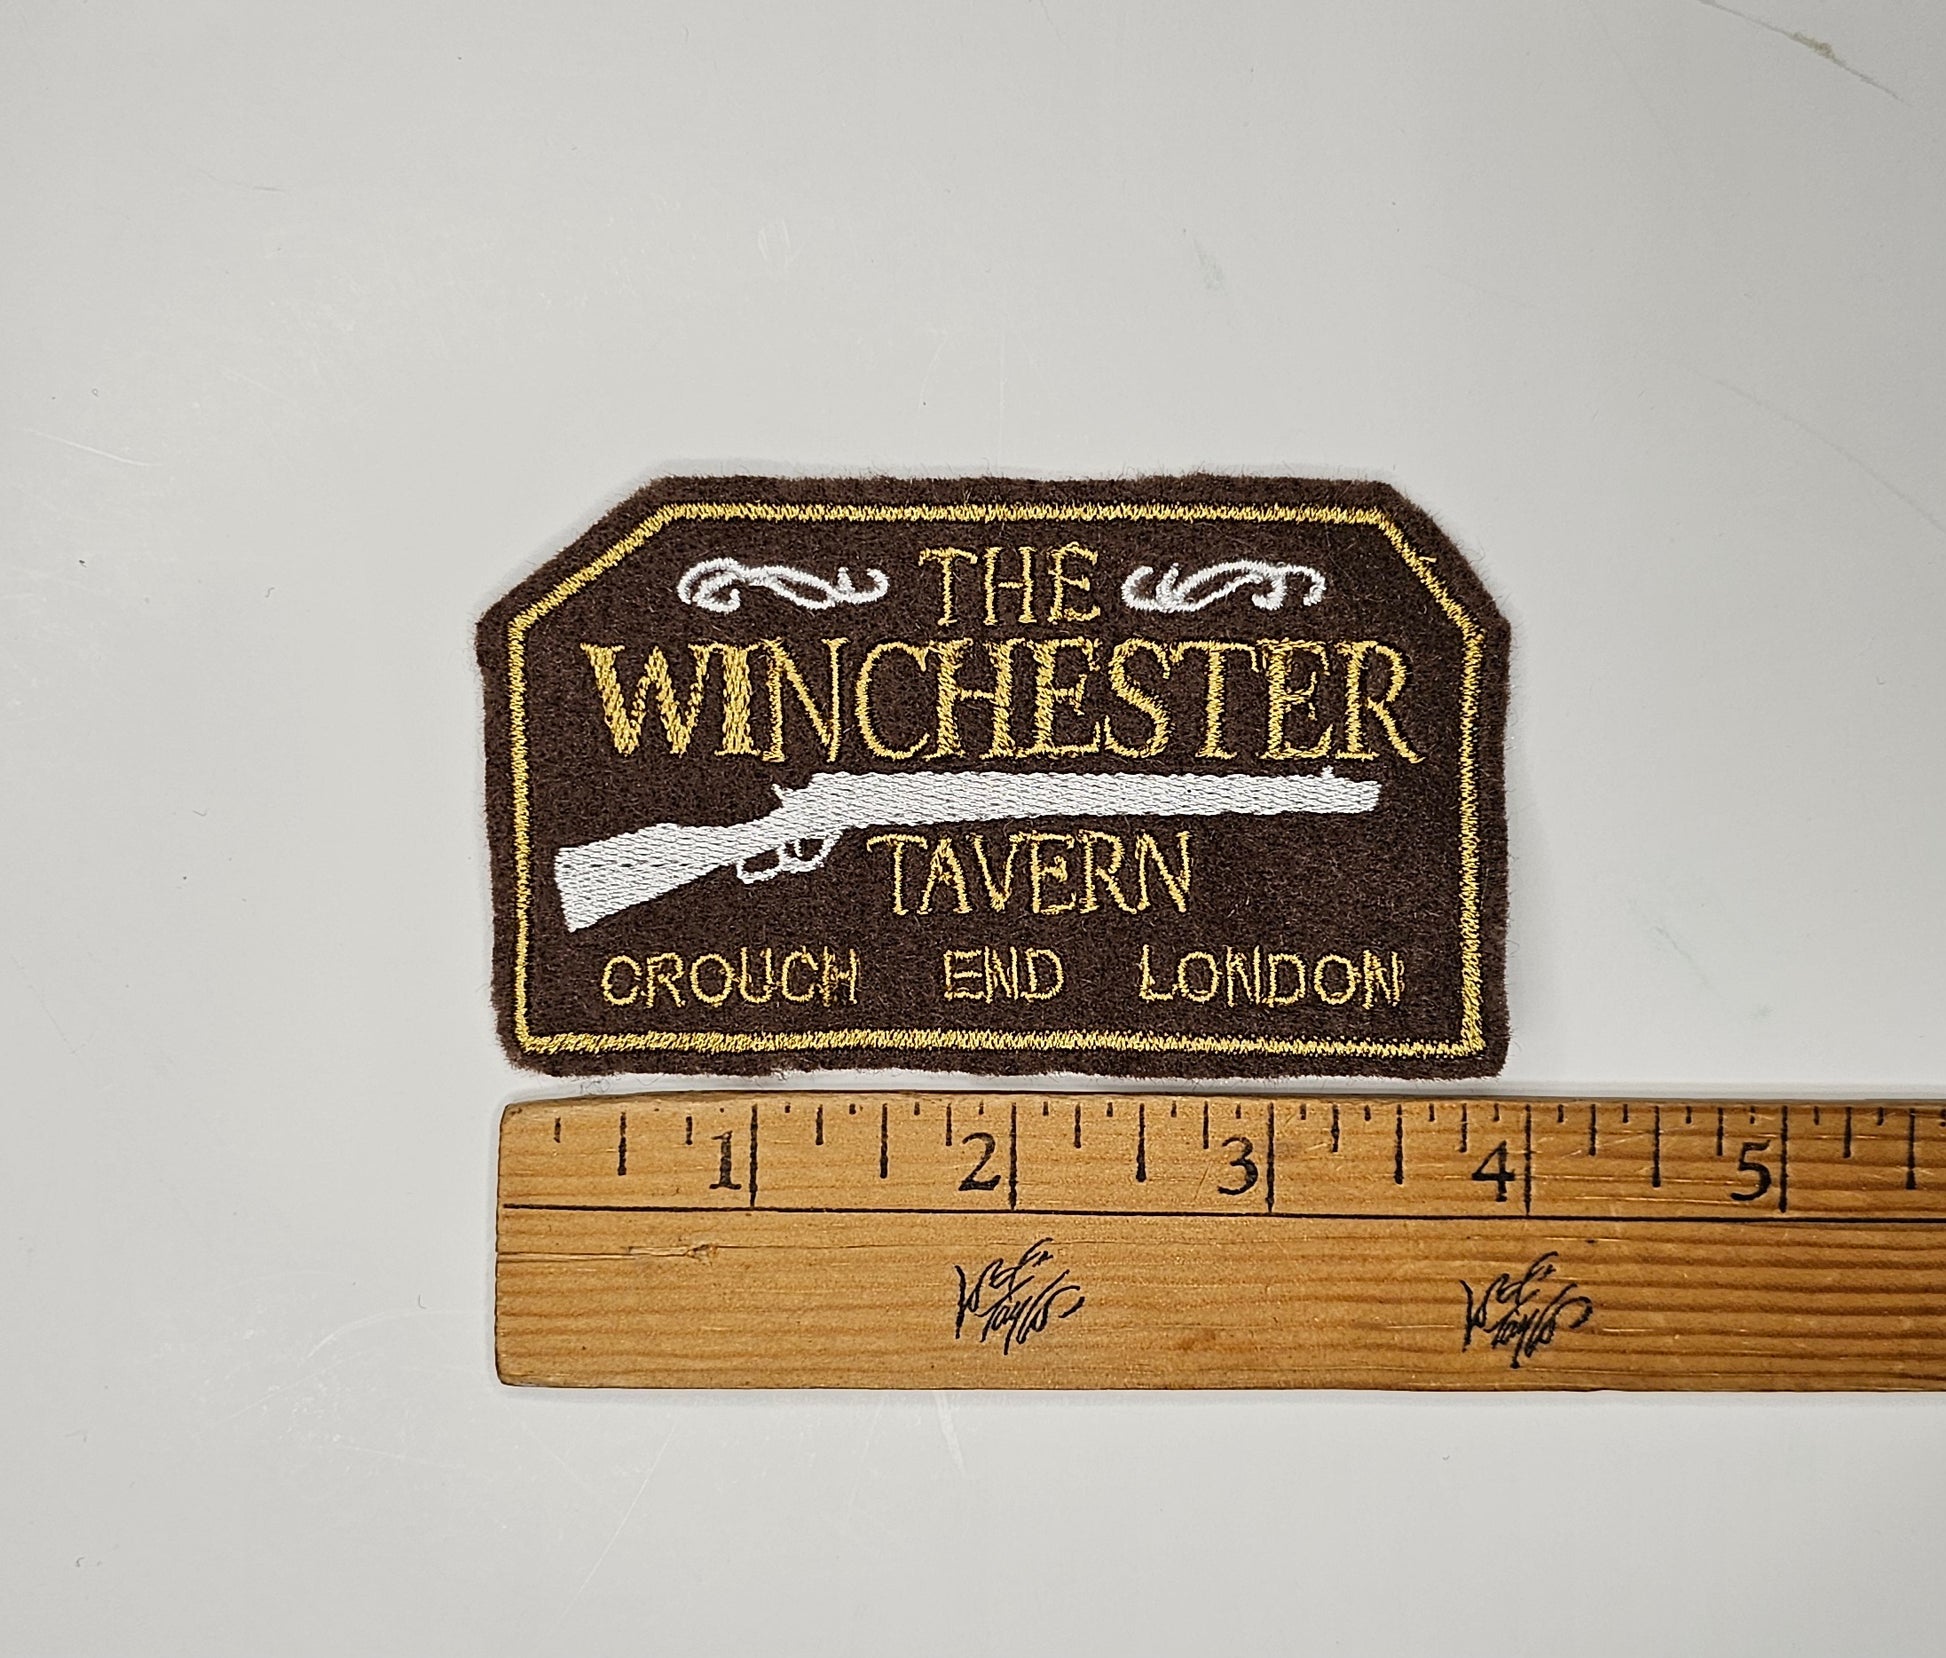 THE
WINCHESTER
TAVERN
CROUCH END LONDON
1 2 3 4 5